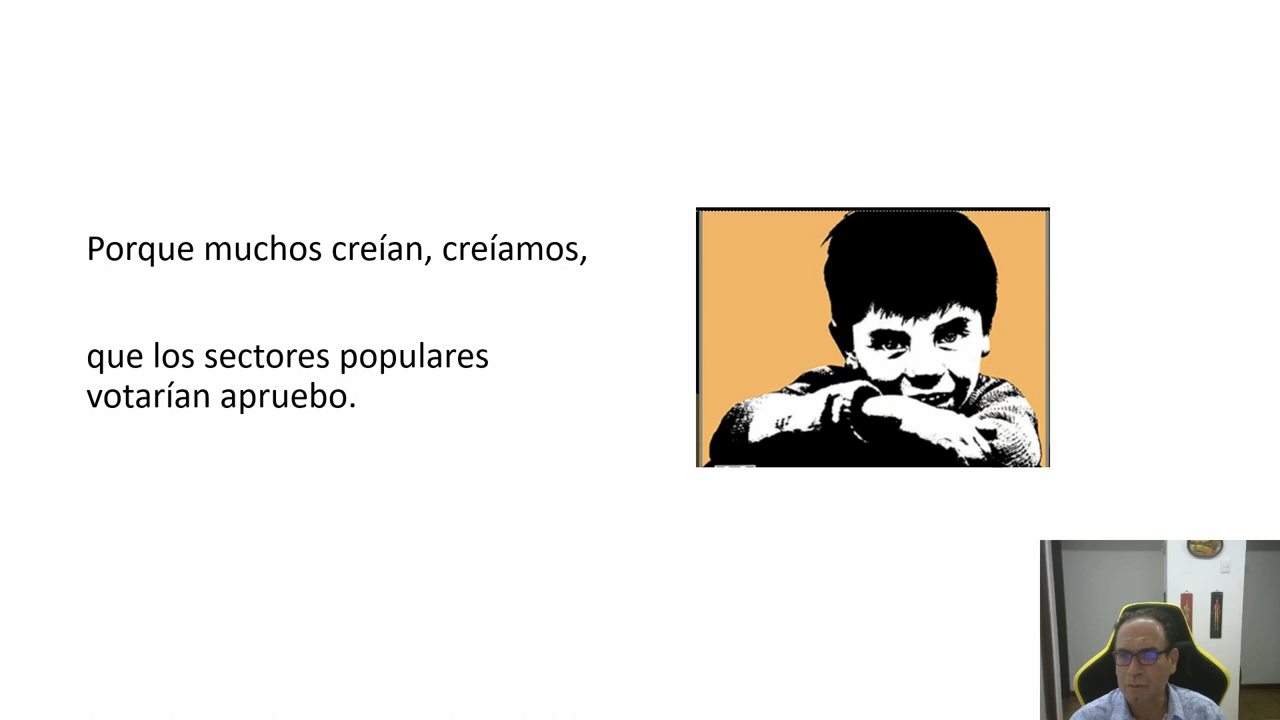 Porque muchos creían, creíamos,
que los sectores populares
votarían apruebo.